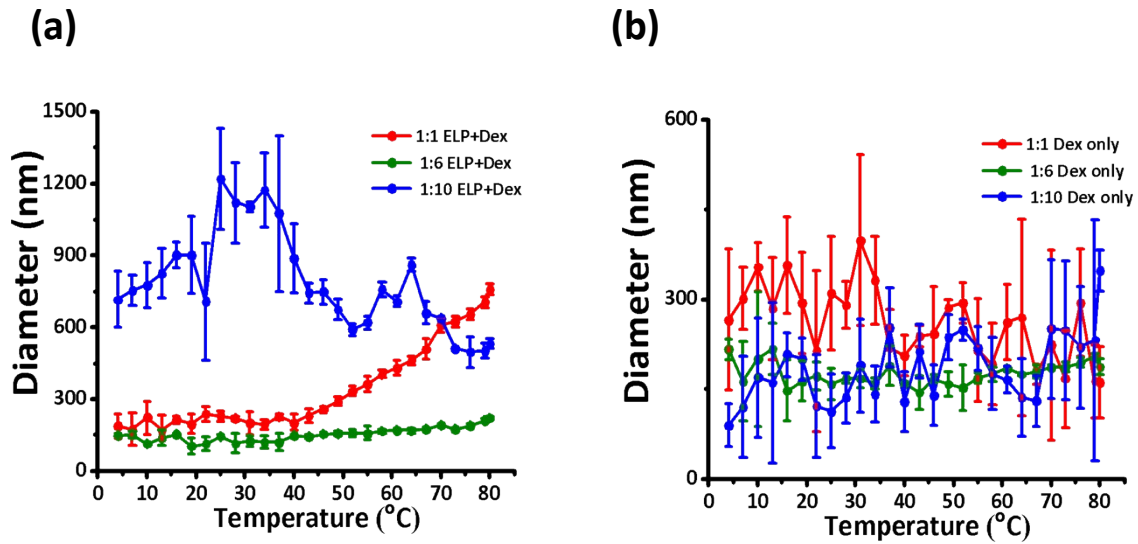 (a)
1500
1200
900
600
300
0
Diameter (nm)
0 10 20 30 40 50 60 70 80
Temperature (°C)
1:1 ELP+Dex
1:6 ELP+Dex
1:10 ELP+Dex
(b)
600
300
0
Diameter (nm)
0 10 20 30 40 50 60 70 80
Temperature (°C)
1:1 Dex only
1:6 Dex only
1:10 Dex only